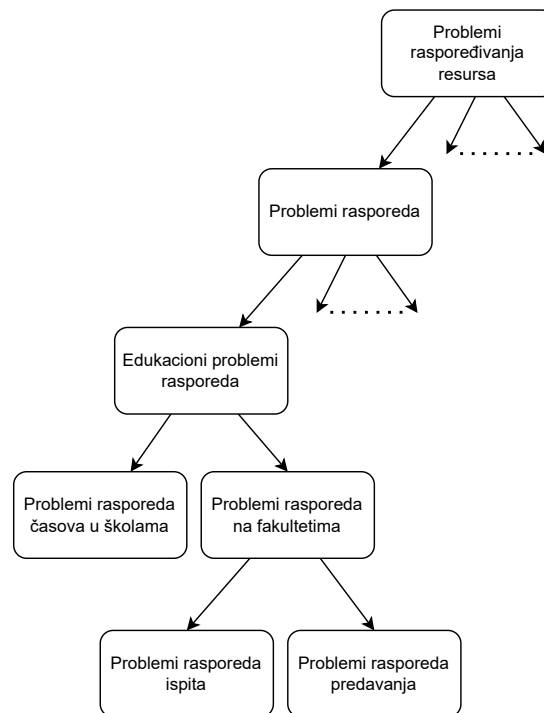 Problemi
raspoređivanja
resursa
Problemi rasporeda
Edukacioni problemi
rasporeda
Problemi rasporeda
časova u školama
Problemi rasporeda
na fakultetima
Problemi rasporeda
ispita
Problemi rasporeda
predavanja